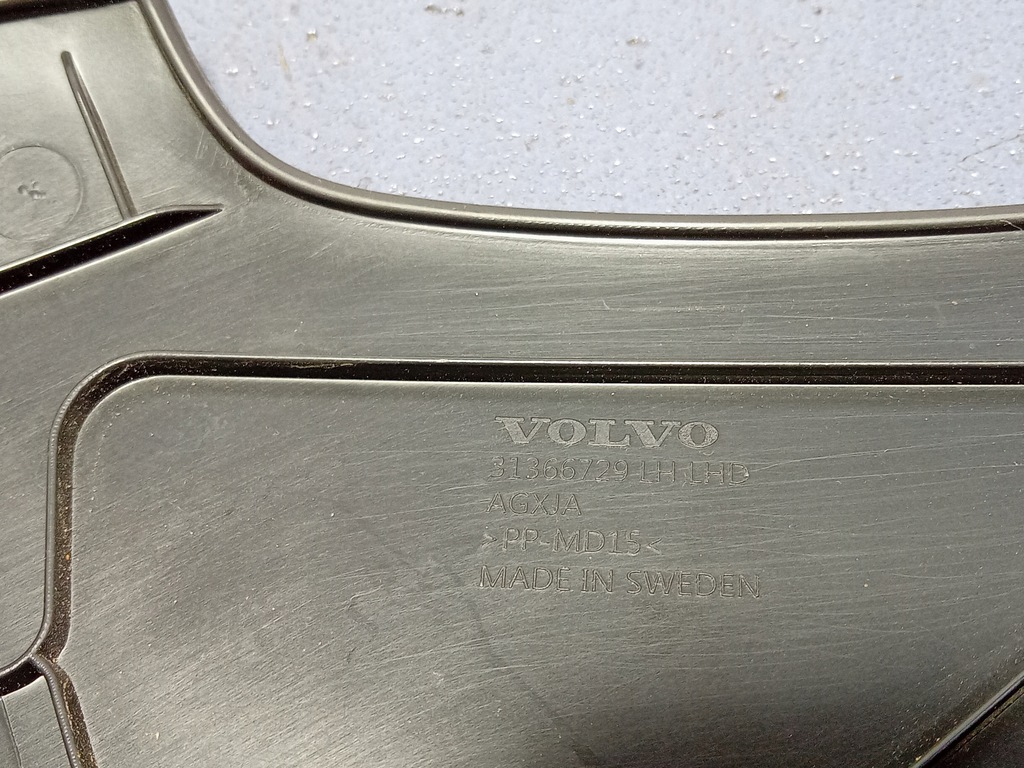 VOLVO
31366729 LH LHD
AGXJA
>PP-MD15<
MADE IN SWEDEN